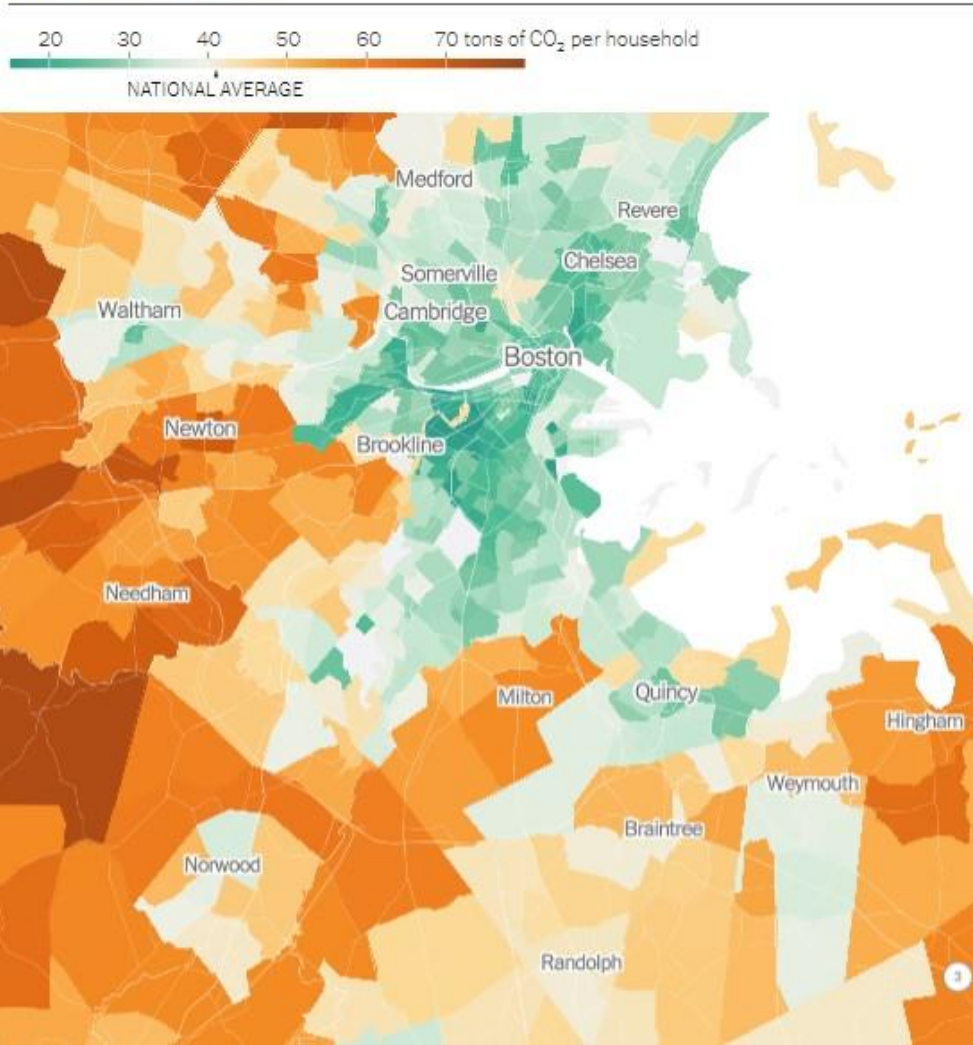 20 30 40 50 60 70 tons of CO₂ per household
NATIONAL AVERAGE
Medford
Revere
Chelsea
Somerville
Waltham
Cambridge
Boston
Newton
Brookline
Needham
Milton
Quincy
Hingham
Weymouth
Braintree
Norwood
Randolph
3